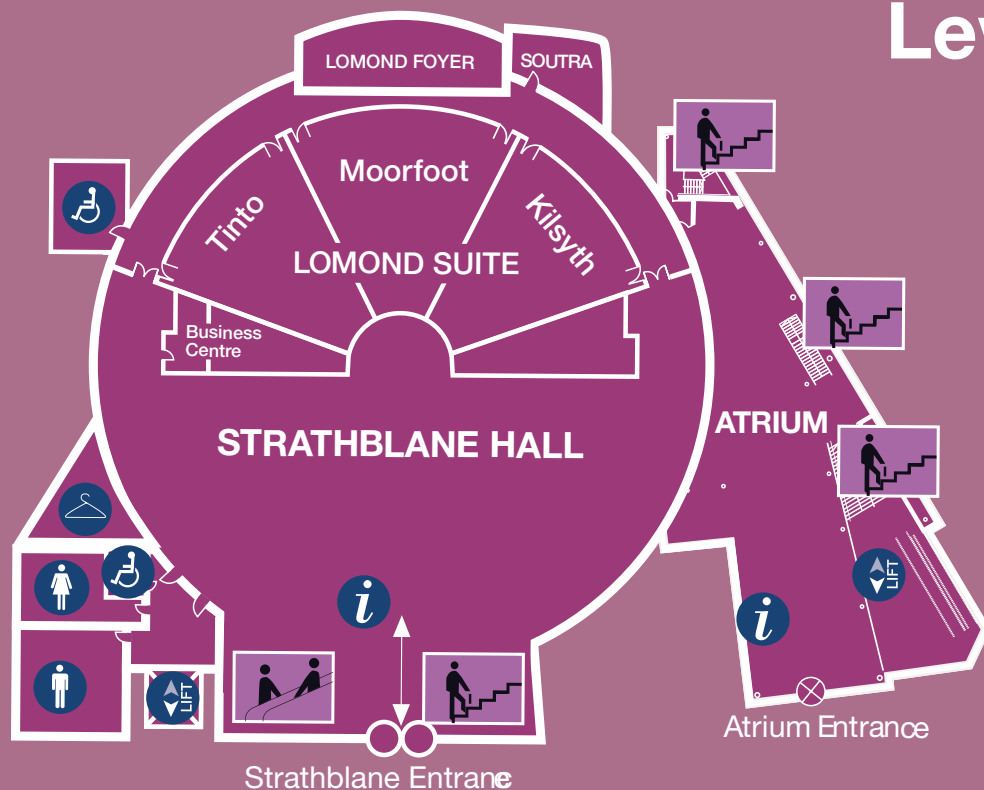 Lev
LOMOND FOYER
SOUTRA
Moorfoot
Tinto
Kilsyth
LOMOND SUITE
Business
Centre
STRATHBLANE HALL
ATRIUM
i
LIFT
i
LIFT
Atrium Entrance
Strathblane Entrance